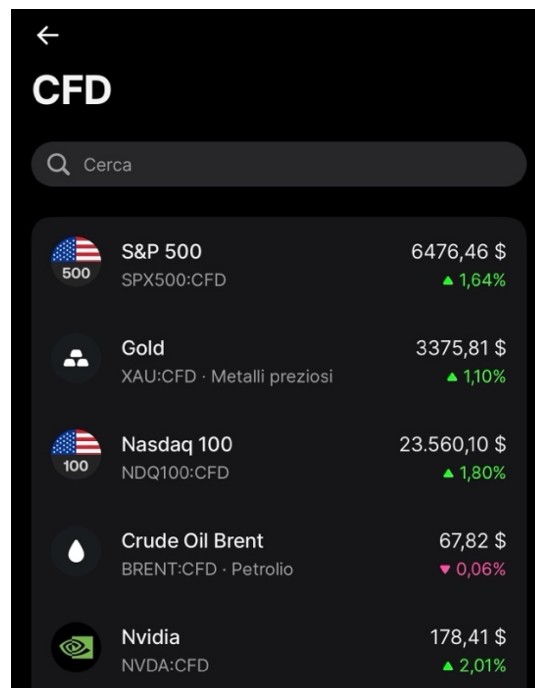 CFD
Cerca
S&P 500 6476,46 $
500
SPX500:CFD ▲ 1,64%
Gold 3375,81 $
XAU:CFD · Metalli preziosi ▲ 1,10%
Nasdaq 100 23.560,10 $
100
NDQ100:CFD ▲ 1,80%
Crude Oil Brent 67,82 $
BRENT:CFD · Petrolio ▼ 0,06%
Nvidia 178,41 $
NVDA:CFD ▲ 2,01%